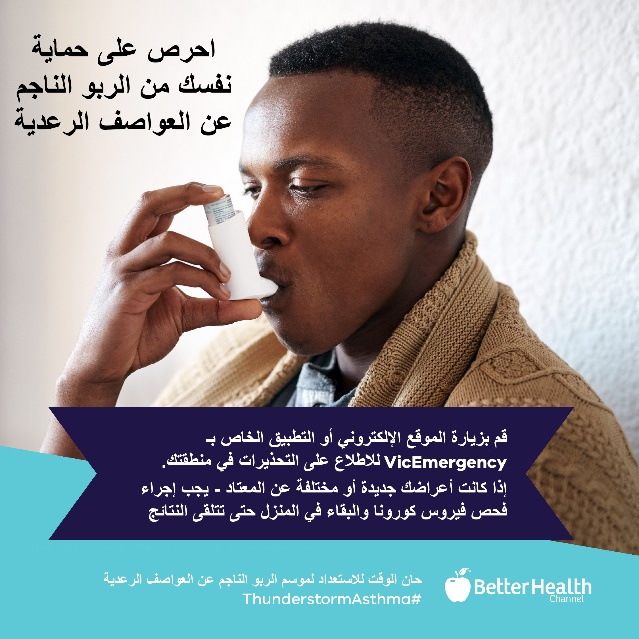 احرص على حماية
نفسك من الربو الناجم
عن العواصف الرعدية
قم بزيارة الموقع الإلكتروني أو التطبيق الخاص بـ
VicEmergency للاطلاع على التحذيرات في منطقتك.
إذا كانت أعراضك جديدة أو مختلفة عن المعتاد - يجب إجراء
فحص فيروس كورونا والبقاء في المنزل حتى تتلقى النتائج
حان الوقت للاستعداد لموسم الربو الناجم عن العواصف الرعدية
ThunderstormAsthma#
BetterHealth
Channel